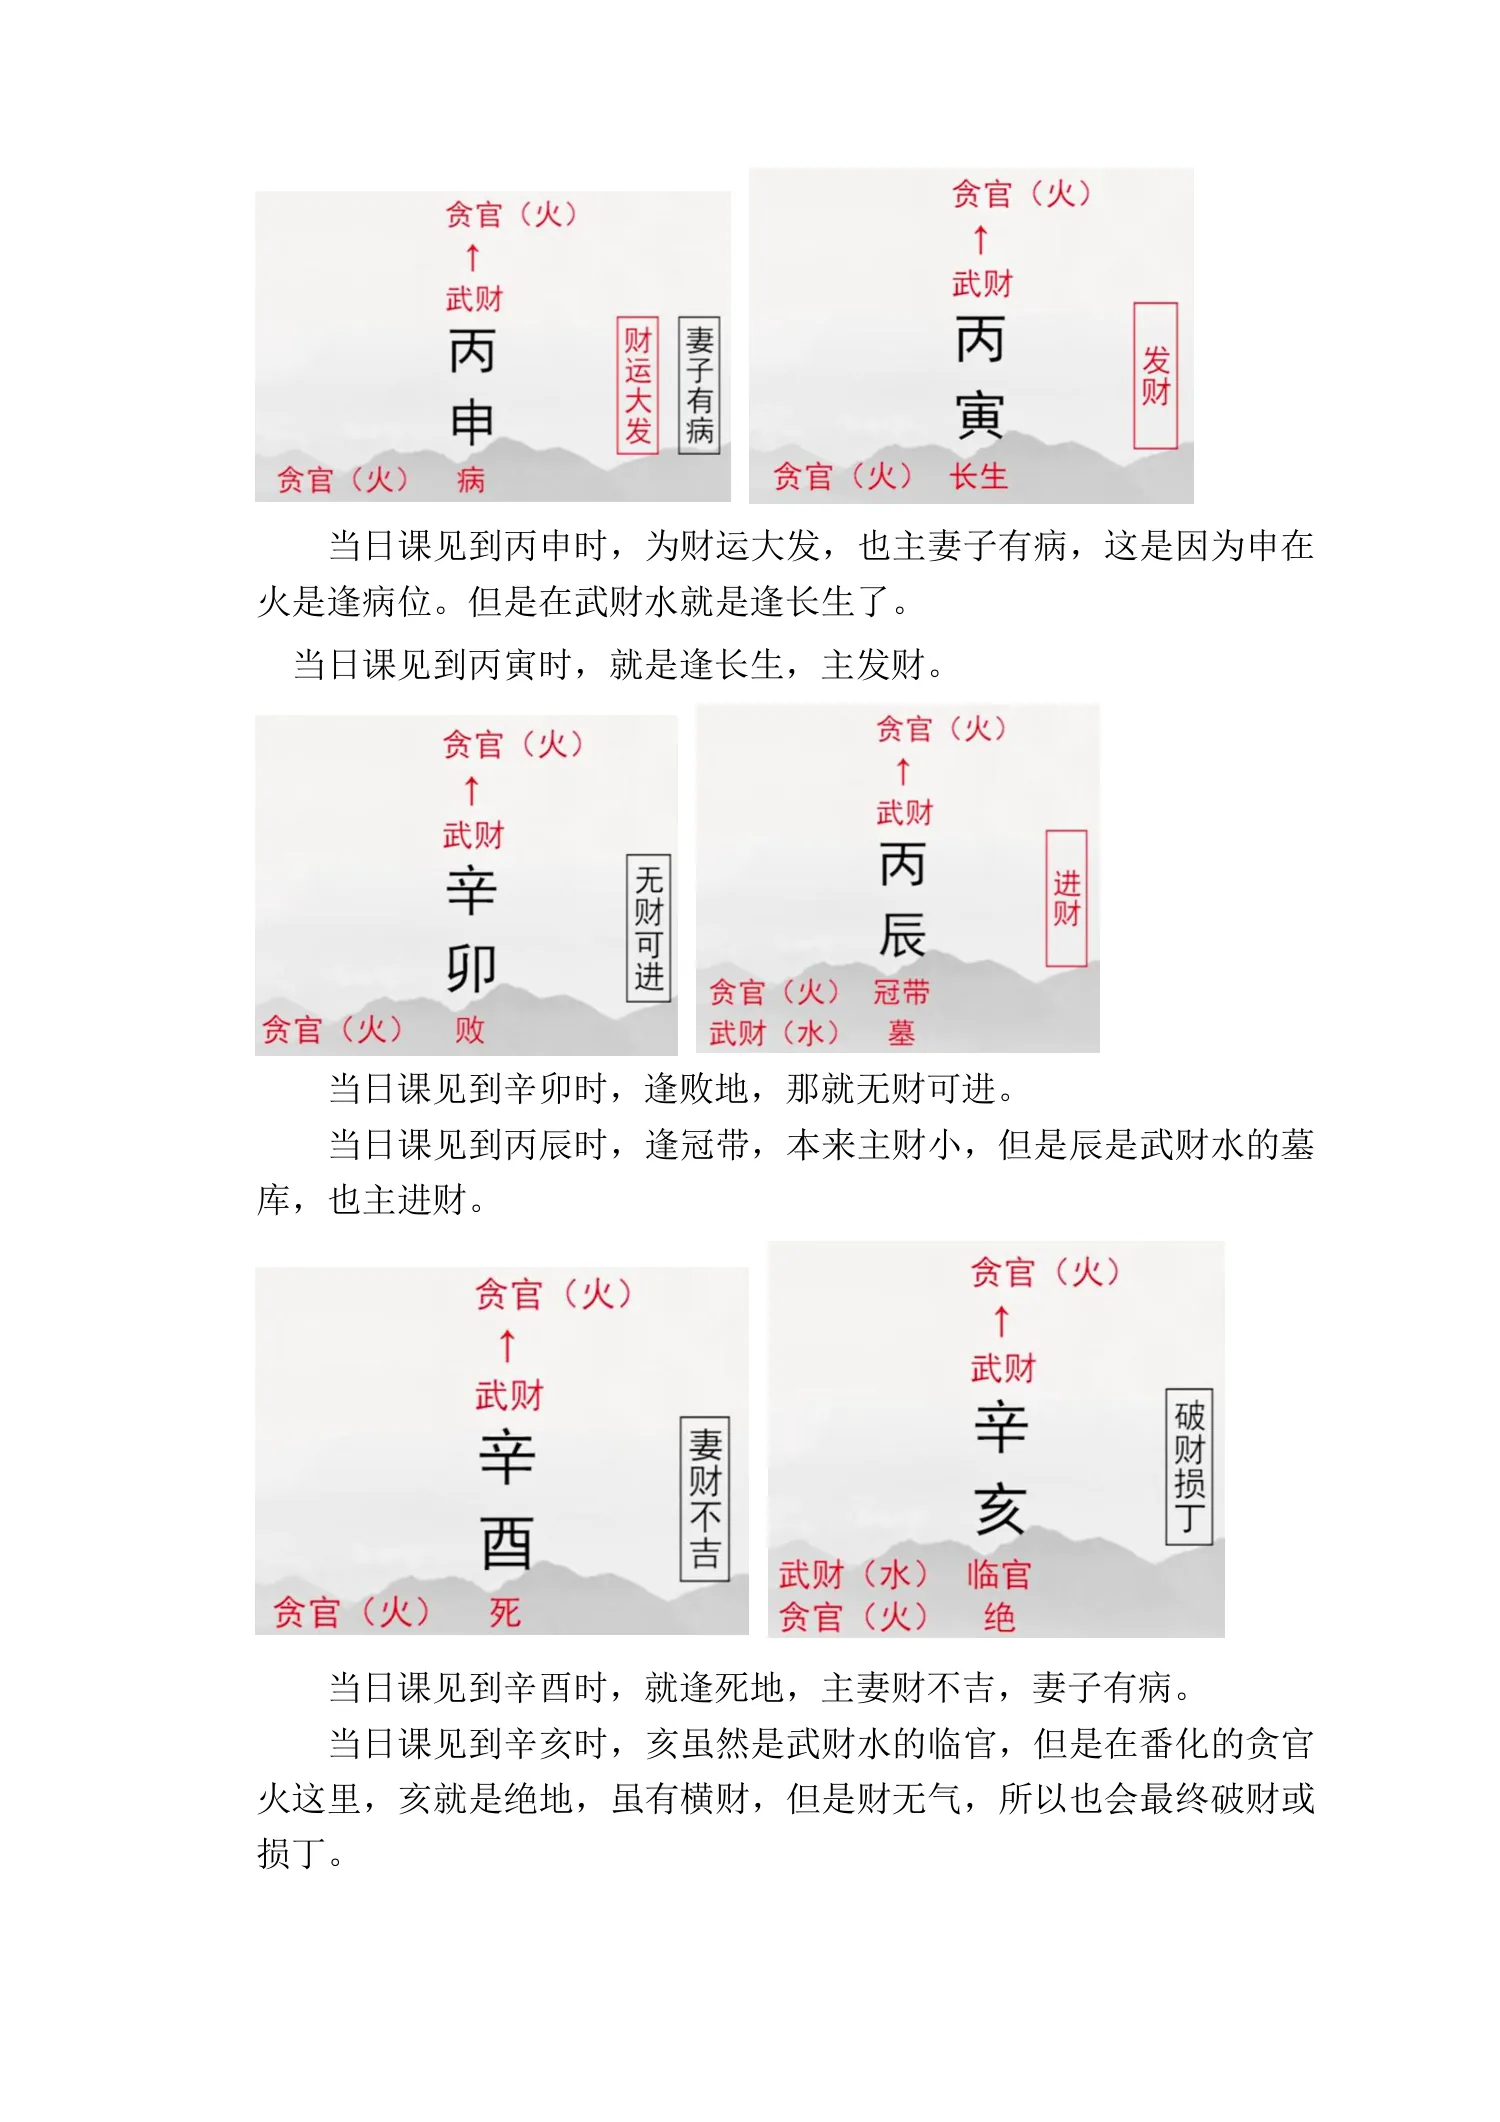 贪官（火）
↑
武财
丙
申
财运大发
妻子有病
贪官（火） 病
贪官（火）
↑
武财
丙
寅
发财
贪官（火） 长生
当日课见到丙申时，为财运大发，也主妻子有病，这是因为申在
火是逢病位。但是在武财水就是逢长生了。
当日课见到丙寅时，就是逢长生，主发财。
贪官（火）
↑
武财
辛
卯
无财可进
贪官（火） 败
贪官（火）
↑
武财
丙
辰
进财
贪官（火） 冠带
武财（水） 墓
当日课见到辛卯时，逢败地，那就无财可进。
当日课见到丙辰时，逢冠带，本来主财小，但是辰是武财水的墓
库，也主进财。
贪官（火）
↑
武财
辛
酉
妻财不吉
贪官（火） 死
贪官（火）
↑
武财
辛
亥
破财损丁
武财（水） 临官
贪官（火） 绝
当日课见到辛酉时，就逢死地，主妻财不吉，妻子有病。
当日课见到辛亥时，亥虽然是武财水的临官，但是在番化的贪官
火这里，亥就是绝地，虽有横财，但是财无气，所以也会最终破财或
损丁。